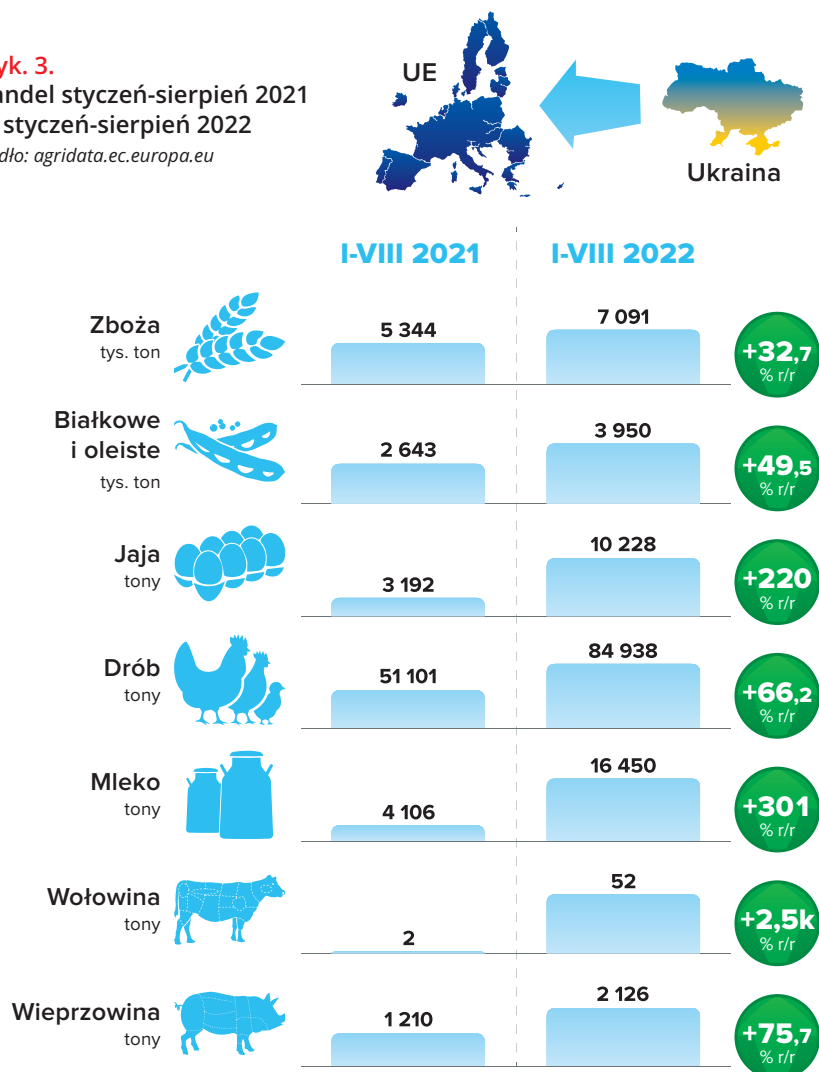 yk. 3.
andel styczeń-sierpień 2021
styczeń-sierpień 2022
dło: agridata.ec.europa.eu
UE
Ukraina
I-VIII 2021
I-VIII 2022
Zboża
tys. ton
5 344
7 091
+32,7
% r/r
Białkowe
i oleiste
tys. ton
2 643
3 950
+49,5
% r/r
Jaja
tony
3 192
10 228
+220
% r/r
Drób
tony
51 101
84 938
+66,2
% r/r
Mleko
tony
4 106
16 450
+301
% r/r
Wołowina
tony
2
52
+2,5k
% r/r
Wieprzowina
tony
1 210
2 126
+75,7
% r/r